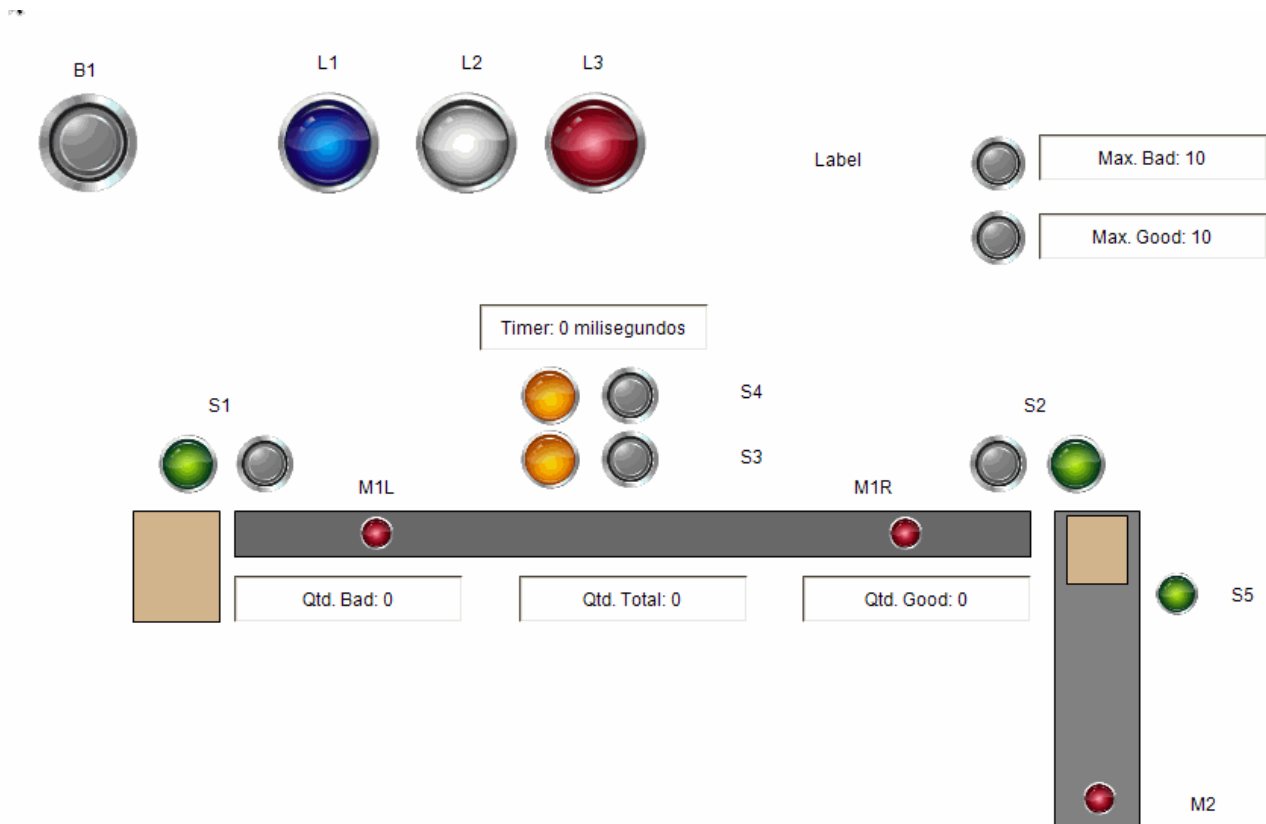 B1
L1
L2
L3
Label
Max. Bad: 10
Max. Good: 10
Timer: 0 milisegundos
S4
S1
S2
S3
M1L
M1R
Qtd. Bad: 0
Qtd. Total: 0
Qtd. Good: 0
S5
M2